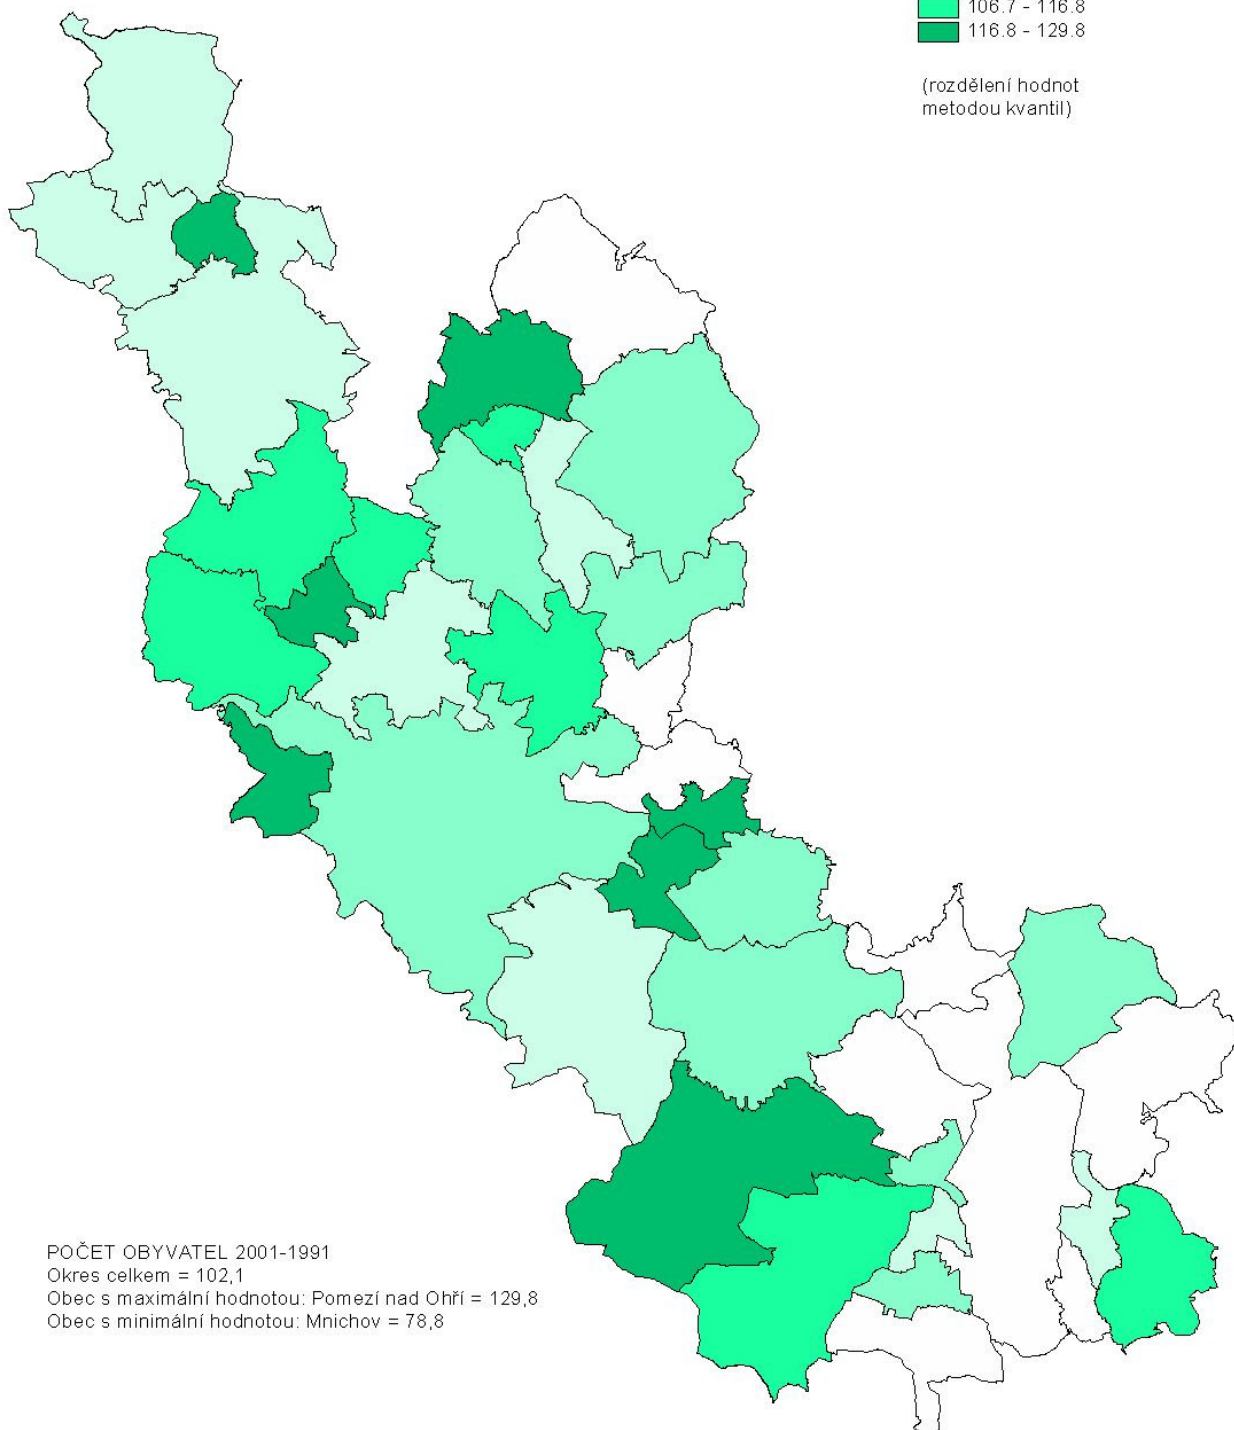 106.7 - 116.8
116.8 - 129.8
(rozdělení hodnot
metodou kvantil)
POČET OBYVATEL 2001-1991
Okres celkem = 102,1
Obec s maximální hodnotou: Pomezí nad Ohří = 129,8
Obec s minimální hodnotou: Mnichov = 78,8